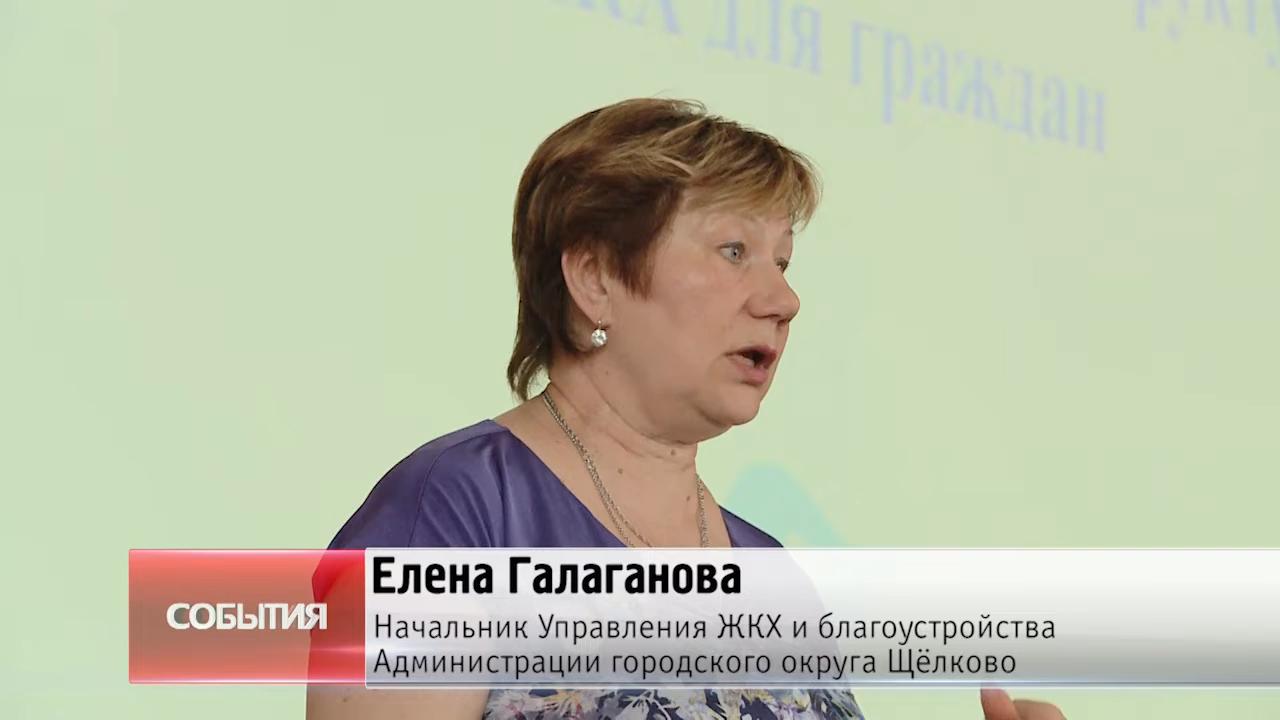 ЖКХ для граждан
СОБЫТИЯ
Елена Галаганова
Начальник Управления ЖКХ и благоустройства
Администрации городского округа Щёлково